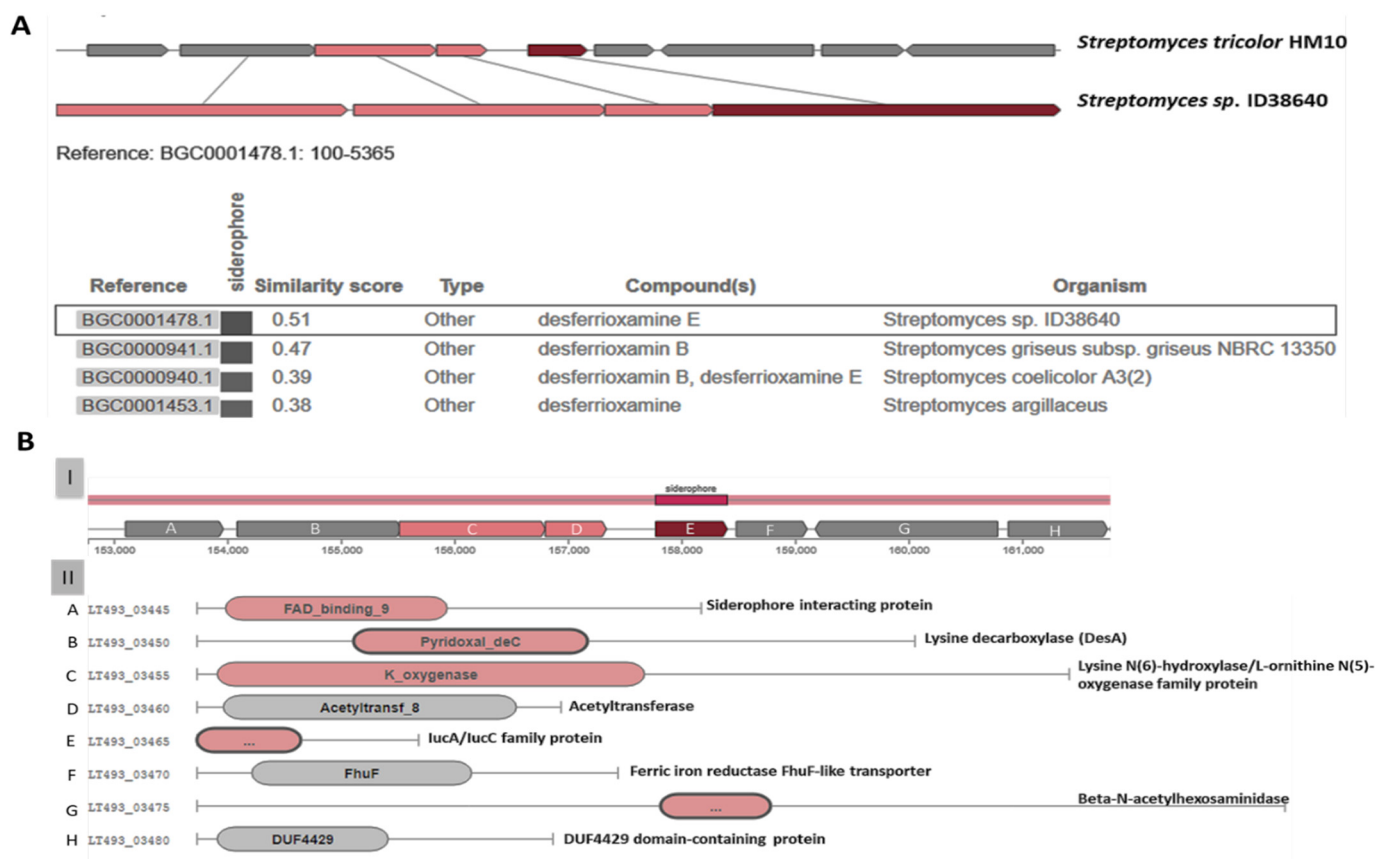 A
Streptomyces tricolor HM10
Streptomyces sp. ID38640
Reference: BGC0001478.1: 100-5365
Reference siderophore Similarity score Type Compound(s) Organism
BGC0001478.1 0.51 Other desferrioxamine E Streptomyces sp. ID38640
BGC0000941.1 0.47 Other desferrioxamin B Streptomyces griseus subsp. griseus NBRC 13350
BGC0000940.1 0.39 Other desferrioxamin B, desferrioxamine E Streptomyces coelicolor A3(2)
BGC0001453.1 0.38 Other desferrioxamine Streptomyces argillaceus
B
I
siderophore
A B C D E F G H
153,000 154,000 155,000 156,000 157,000 158,000 159,000 160,000 161,000
II
A LT493_03445 FAD_binding_9 Siderophore interacting protein
B LT493_03450 Pyridoxal_deC Lysine decarboxylase (DesA)
C LT493_03455 K_oxygenase Lysine N(6)-hydroxylase/L-ornithine N(5)-
oxygenase family protein
D LT493_03460 Acetyltransf_8 Acetyltransferase
E LT493_03465 ... IucA/IucC family protein
F LT493_03470 FhuF Ferric iron reductase FhuF-like transporter
G LT493_03475 ... Beta-N-acetylhexosaminidase
H LT493_03480 DUF4429 DUF4429 domain-containing protein